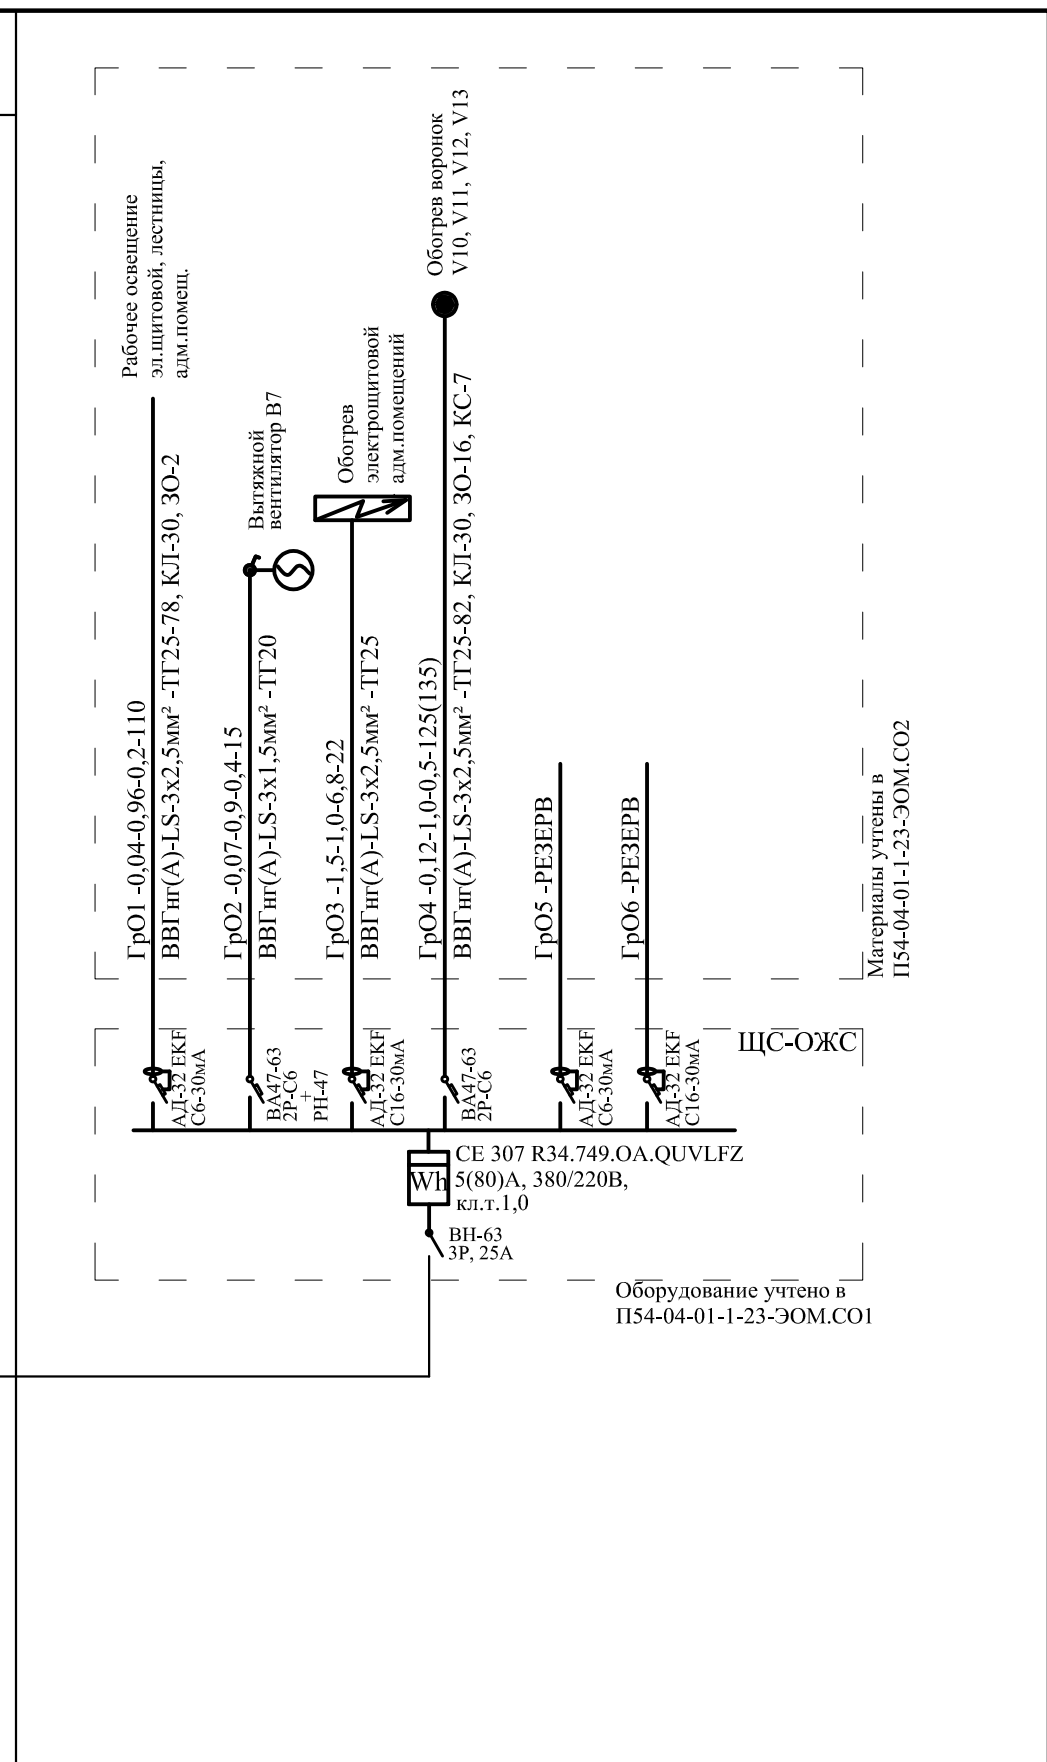 Рабочее освещение
эл.щитовой, лестницы,
адм.помещ.
ГрО1 -0,04-0,96-0,2-110
ВВГнг(А)-LS-3х2,5мм² -ТГ25-78, КЛ-30, ЗО-2
АД-32 EKF
С6-30мА
Вытяжной
вентилятор В7
ГрО2 -0,07-0,9-0,4-15
ВВГнг(А)-LS-3х1,5мм² -ТГ20
ВА47-63
2Р-С6
+
РН-47
Обогрев
электрощитовой
адм.помещений
ГрО3 -1,5-1,0-6,8-22
ВВГнг(А)-LS-3х2,5мм² -ТГ25
АД-32 EKF
С16-30мА
Обогрев воронок
V10, V11, V12, V13
ГрО4 -0,12-1,0-0,5-125(135)
ВВГнг(А)-LS-3х2,5мм² -ТГ25-82, КЛ-30, ЗО-16, КС-7
ВА47-63
2Р-С6
ГрО5 -РЕЗЕРВ
АД-32 EKF
С6-30мА
ГрО6 -РЕЗЕРВ
АД-32 EKF
С16-30мА
Материалы учтены в
П54-04-01-1-23-ЭОМ.СО2
ЩС-ОЖС
Wh
СЕ 307 R34.749.OA.QUVLFZ
5(80)А, 380/220В,
кл.т.1,0
ВН-63
3Р, 25А
Оборудование учтено в
П54-04-01-1-23-ЭОМ.СО1